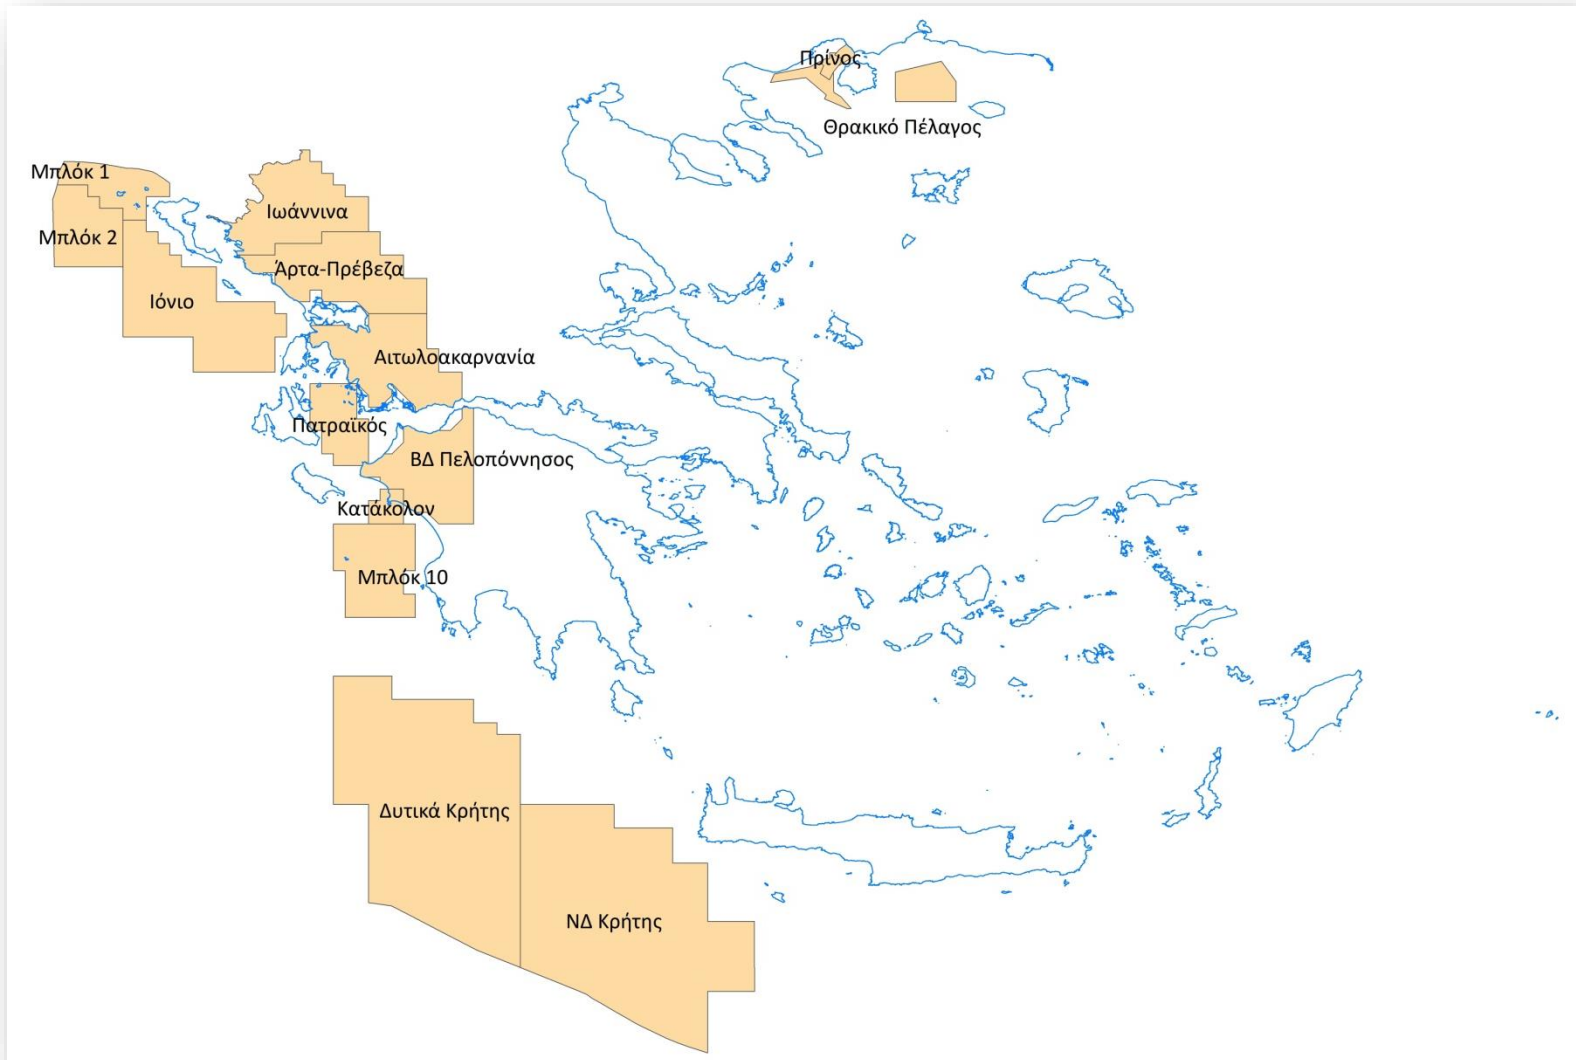 Πρίνος
Θρακικό Πέλαγος
Μπλόκ 1
Ιωάννινα
Μπλόκ 2
Άρτα-Πρέβεζα
Ιόνιο
Αιτωλοακαρνανία
Πατραϊκός
ΒΔ Πελοπόννησος
Κατάκολον
Μπλόκ 10
Δυτικά Κρήτης
ΝΔ Κρήτης